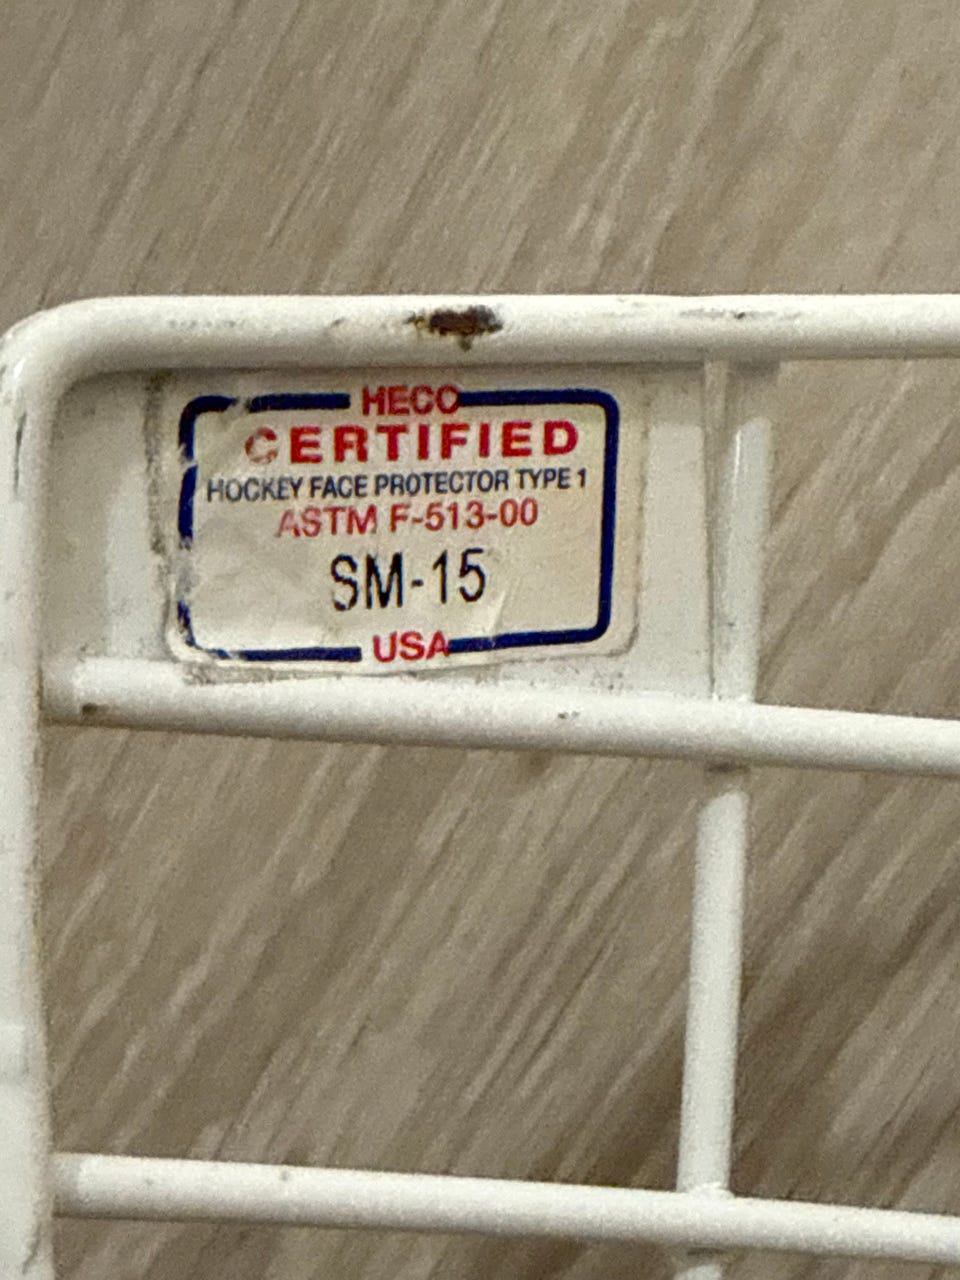 HECC
CERTIFIED
HOCKEY FACE PROTECTOR TYPE 1
ASTM F-513-00
SM-15
USA